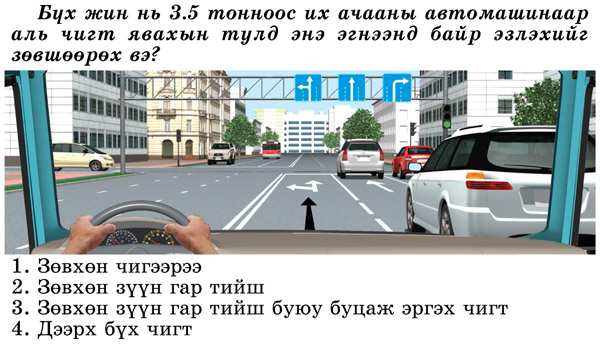 Бүх жин нь 3.5 тонноос их ачааны автомашинаар
аль чигт явахын тулд энэ эгнээнд байр эзлэхийг
зөвшөөрөх вэ?
1. Зөвхөн чигээрээ
2. Зөвхөн зүүн гар тийш
3. Зөвхөн зүүн гар тийш буюу буцаж эргэх чигт
4. Дээрх бүх чигт